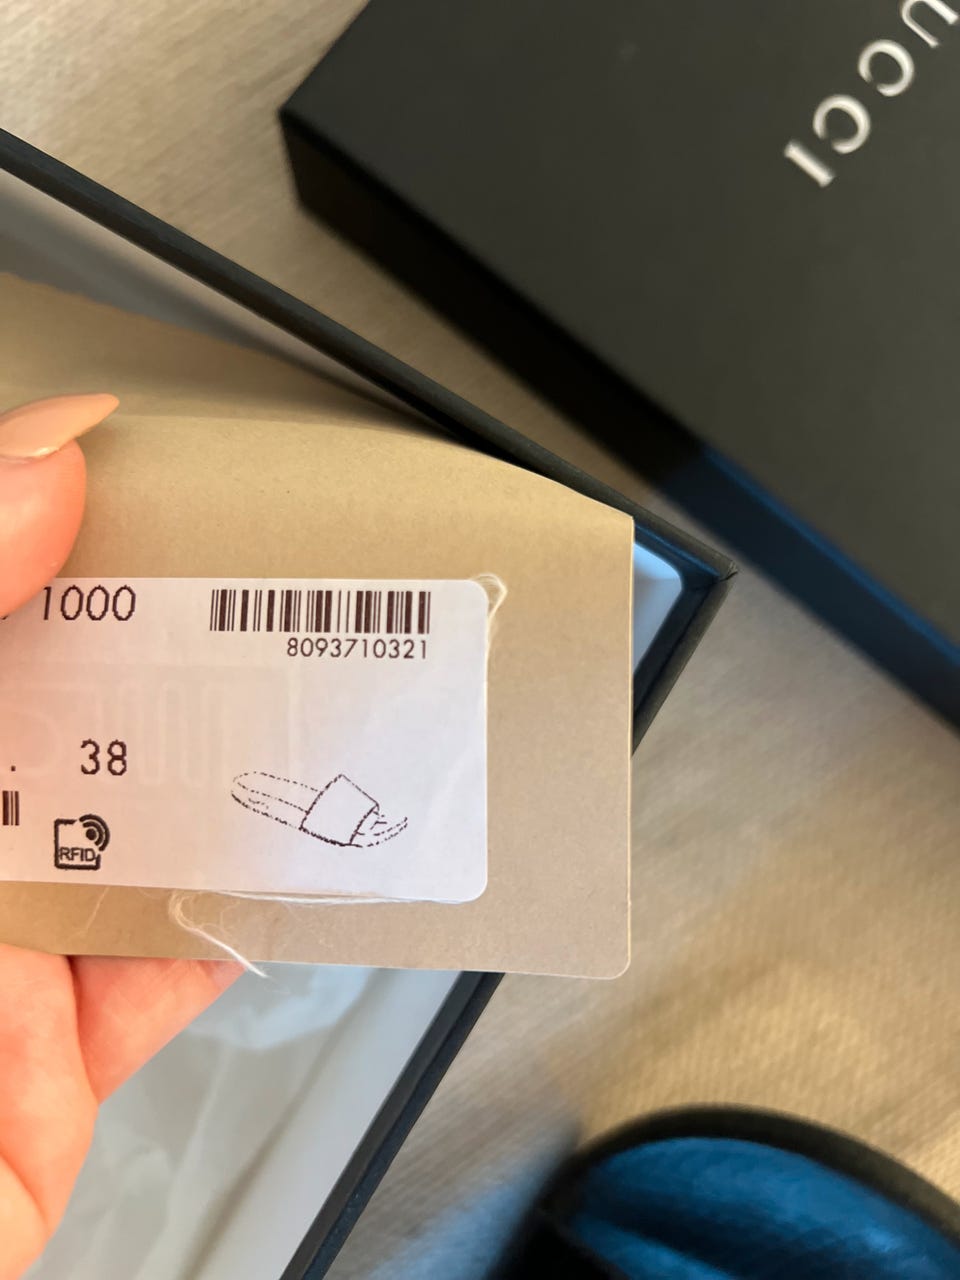 UCCI
1000
8093710321
. 38
RFID